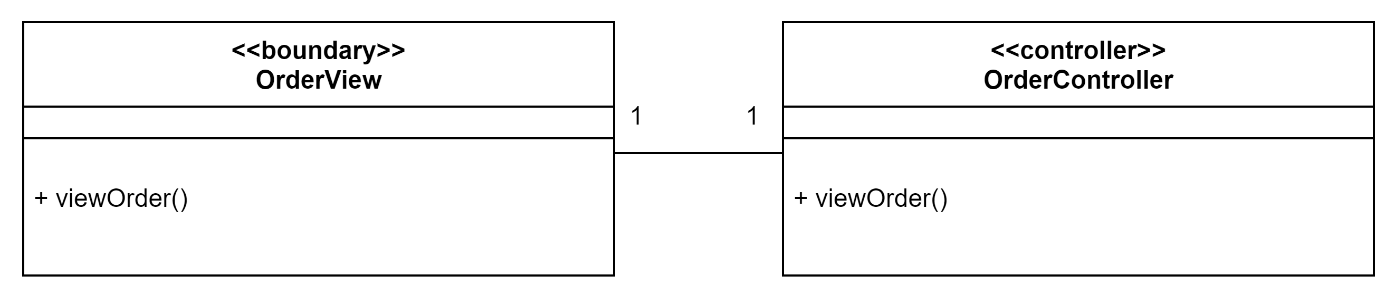 <<boundary>>
OrderView
+ viewOrder()
1
1
<<controller>>
OrderController
+ viewOrder()